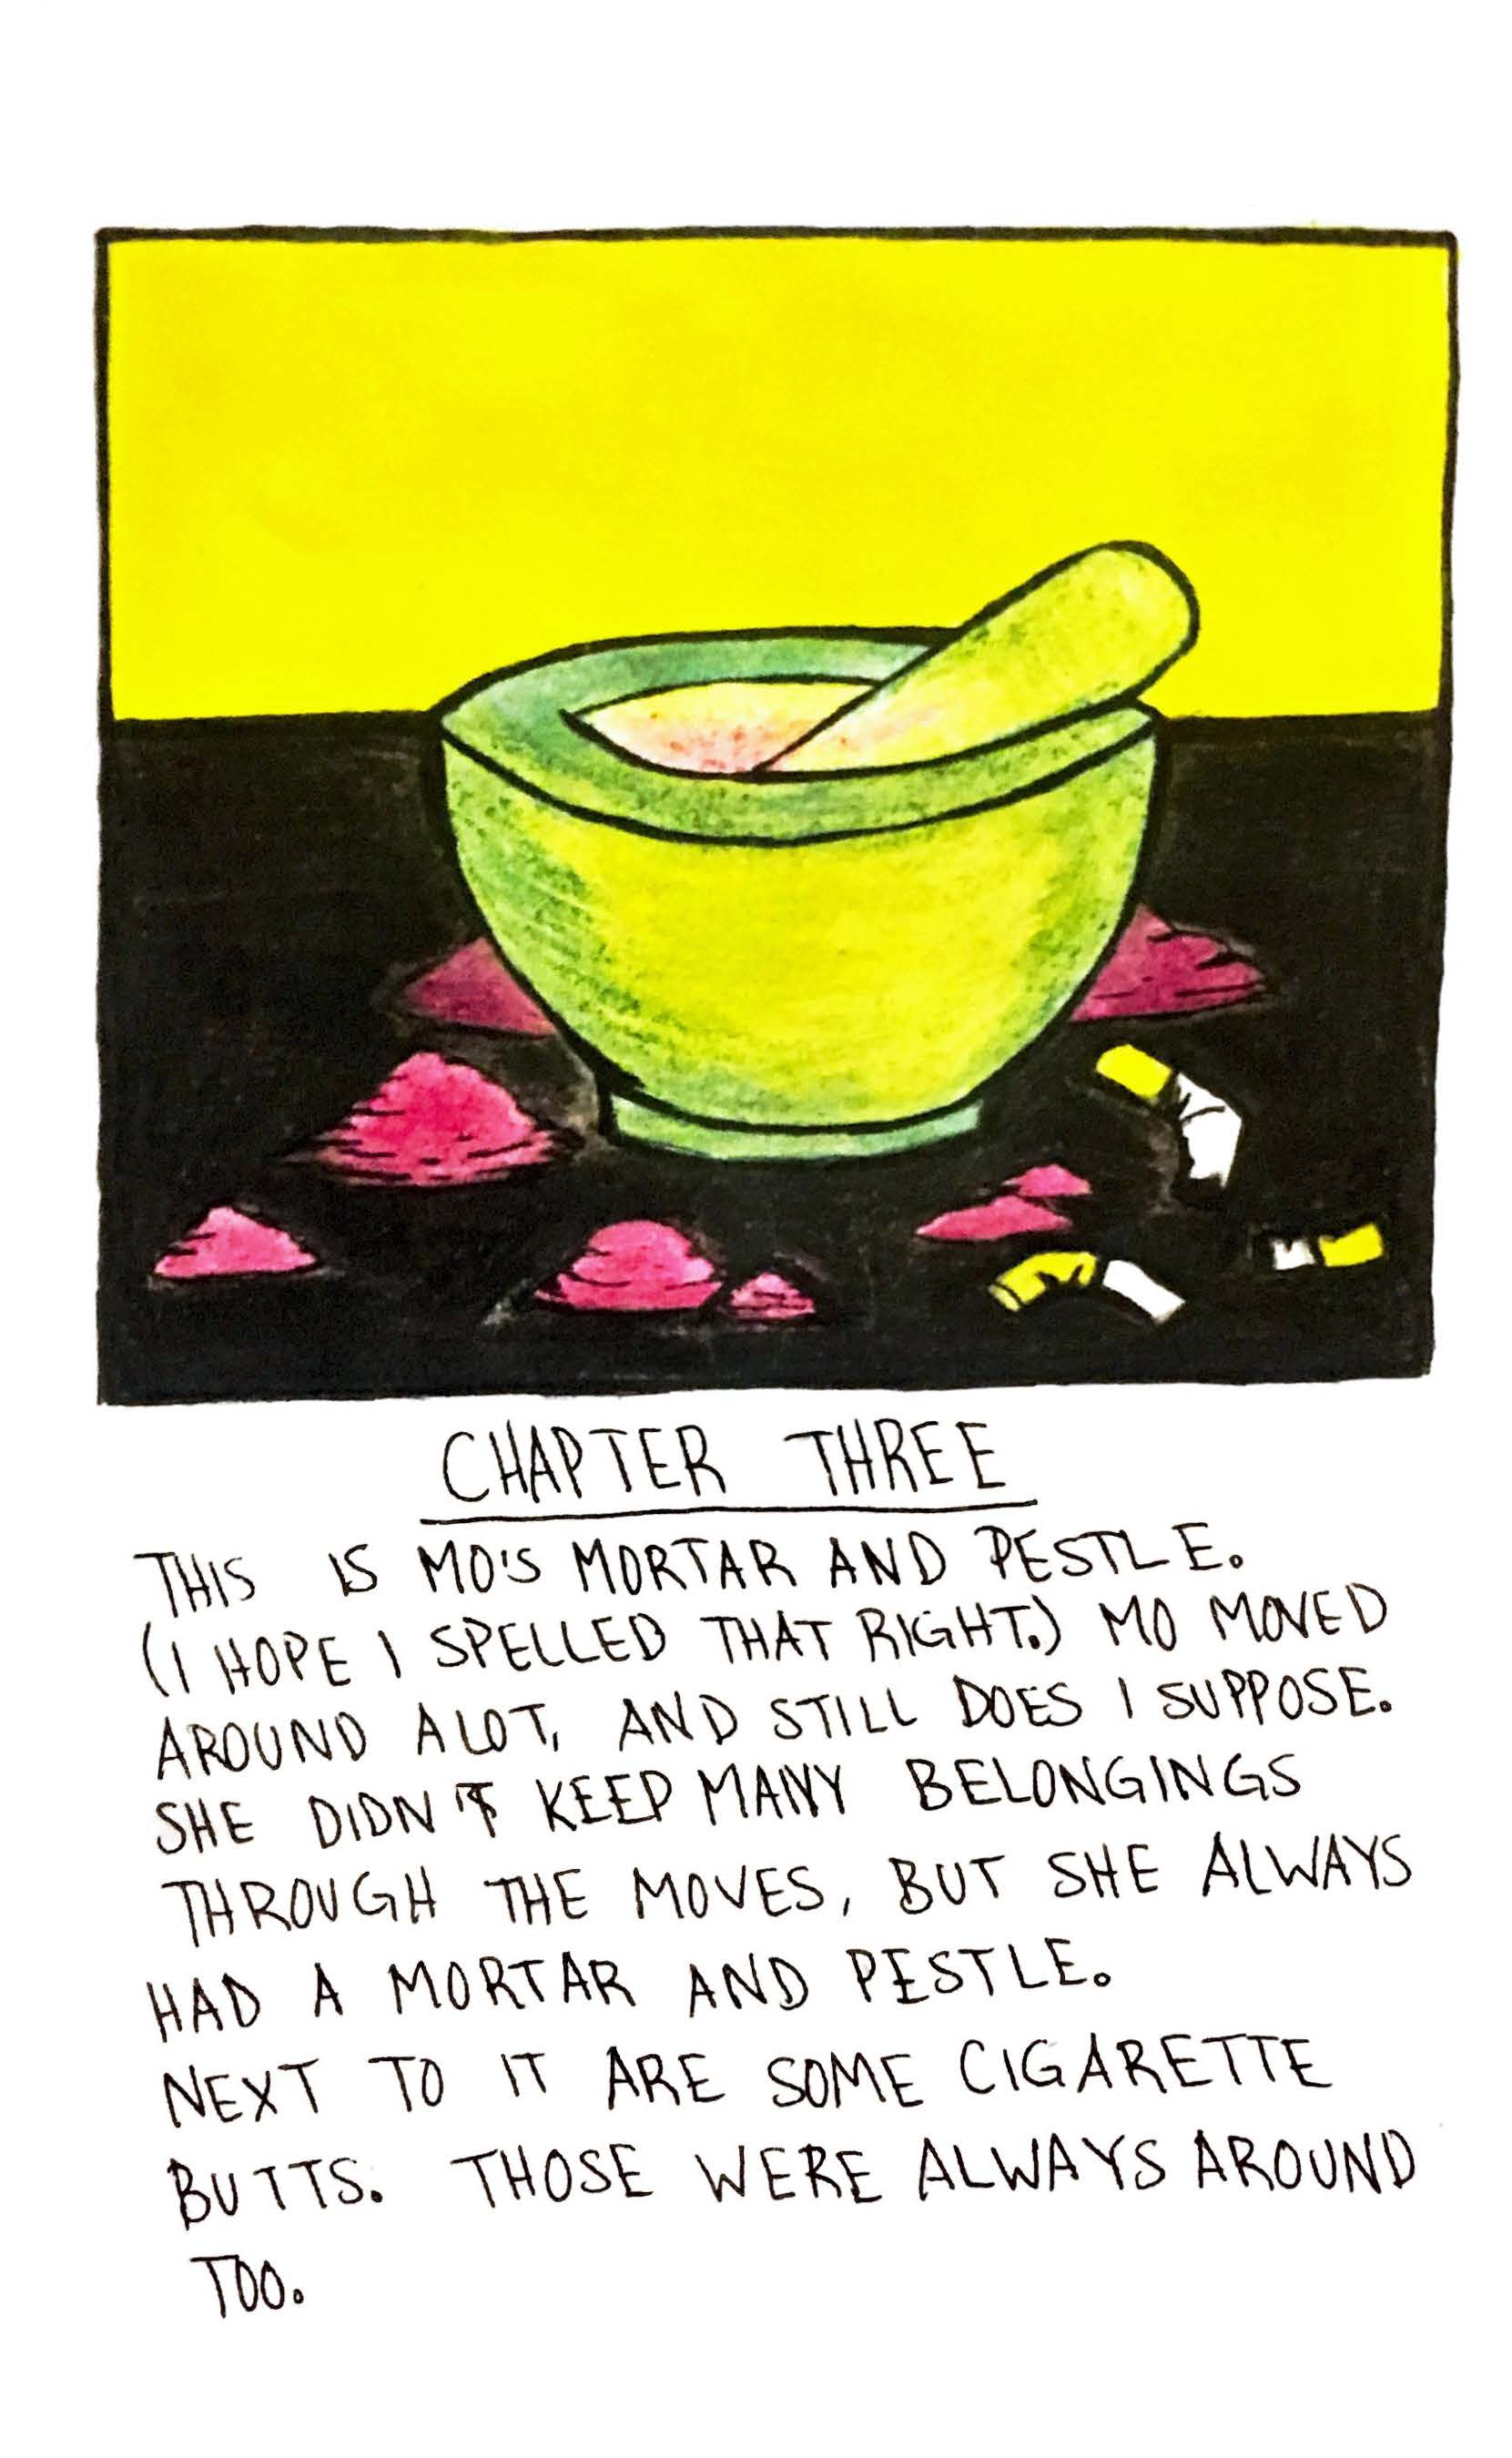 CHAPTER THREE
THIS IS MO'S MORTAR AND PESTLE.
(I HOPE I SPELLED THAT RIGHT.) MO MOVED
AROUND A LOT, AND STILL DOES I SUPPOSE.
SHE DIDN'T KEEP MANY BELONGINGS
THROUGH THE MOVES, BUT SHE ALWAYS
HAD A MORTAR AND PESTLE.
NEXT TO IT ARE SOME CIGARETTE
BUTTS. THOSE WERE ALWAYS AROUND
TOO.